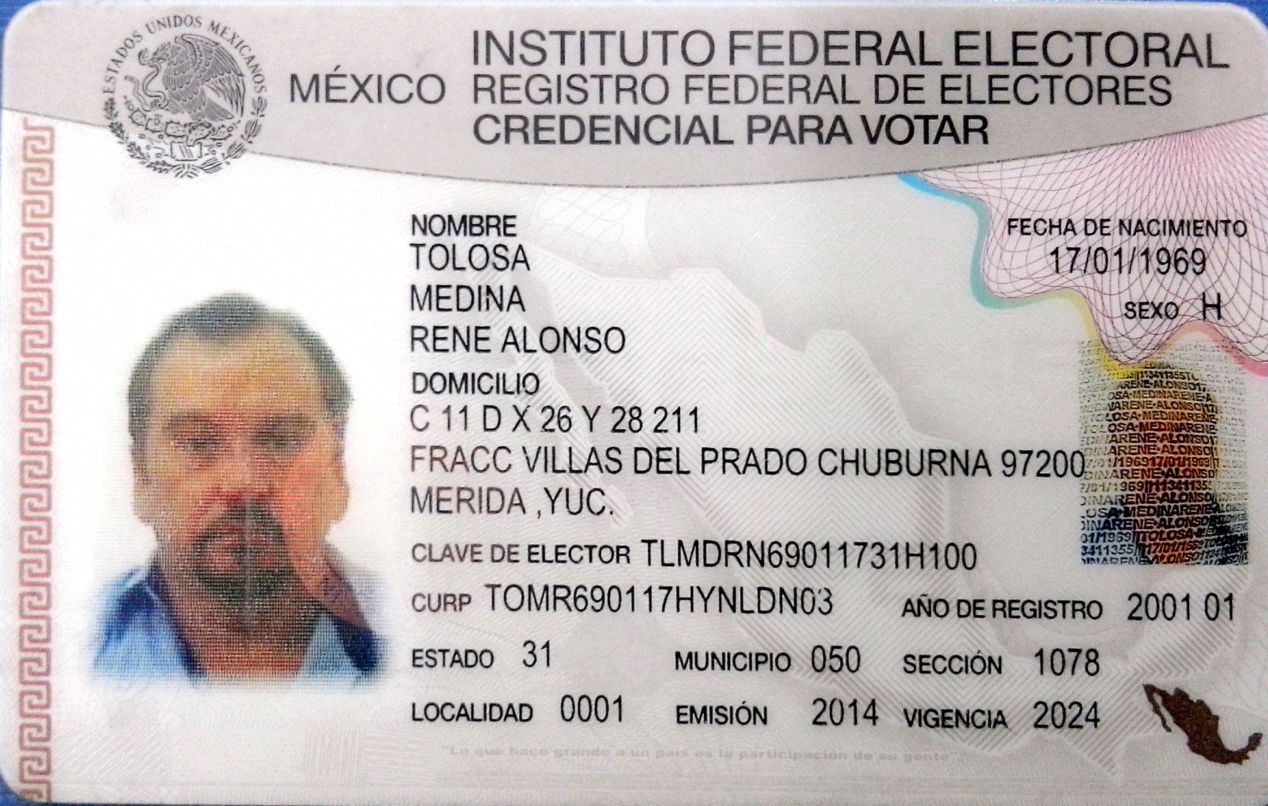 ESTADOS UNIDOS MEXICANOS
MÉXICO
INSTITUTO FEDERAL ELECTORAL
REGISTRO FEDERAL DE ELECTORES
CREDENCIAL PARA VOTAR
NOMBRE
TOLOSA
MEDINA
RENE ALONSO
FECHA DE NACIMIENTO
17/01/1969
SEXO H
DOMICILIO
C 11 D X 26 Y 28 211
FRACC VILLAS DEL PRADO CHUBURNA 97200
MERIDA ,YUC.
CLAVE DE ELECTOR TLMDRN69011731H100
CURP TOMR690117HYNLDN03 AÑO DE REGISTRO 2001 01
ESTADO 31 MUNICIPIO 050 SECCIÓN 1078
LOCALIDAD 0001 EMISIÓN 2014 VIGENCIA 2024
"Lo que hace grande a un país es la participación de su gente"